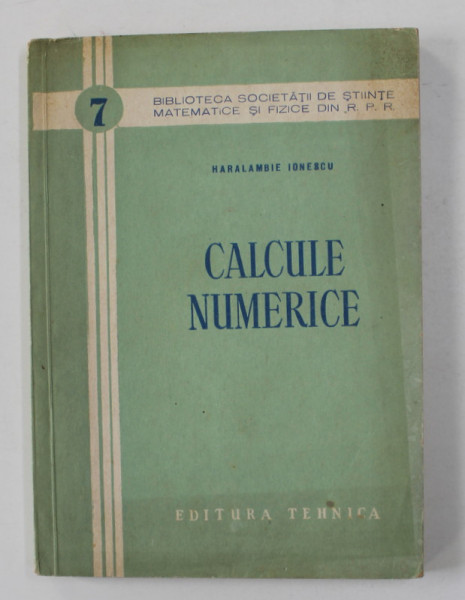 7
BIBLIOTECA SOCIETĂȚII DE ȘTIINȚE
MATEMATICE ȘI FIZICE DIN R. P. R.
HARALAMBIE IONESCU
CALCULE
NUMERICE
EDITURA TEHNICA